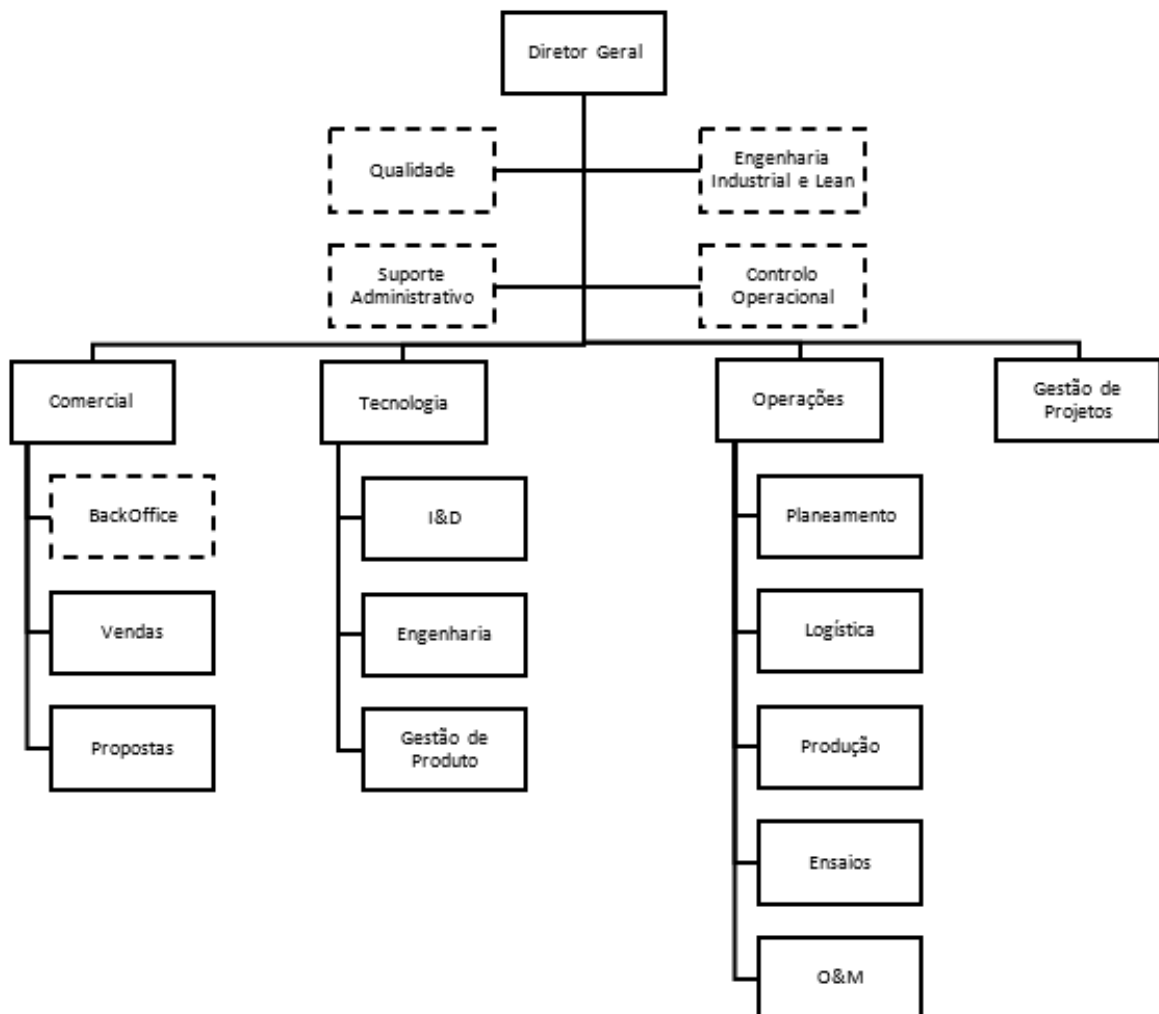 Diretor Geral
Qualidade
Engenharia
Industrial e Lean
Suporte
Administrativo
Controlo
Operacional
Comercial
Tecnologia
Operações
Gestão de
Projetos
BackOffice
I&D
Planeamento
Vendas
Engenharia
Logística
Propostas
Gestão de
Produto
Produção
Ensaios
O&M